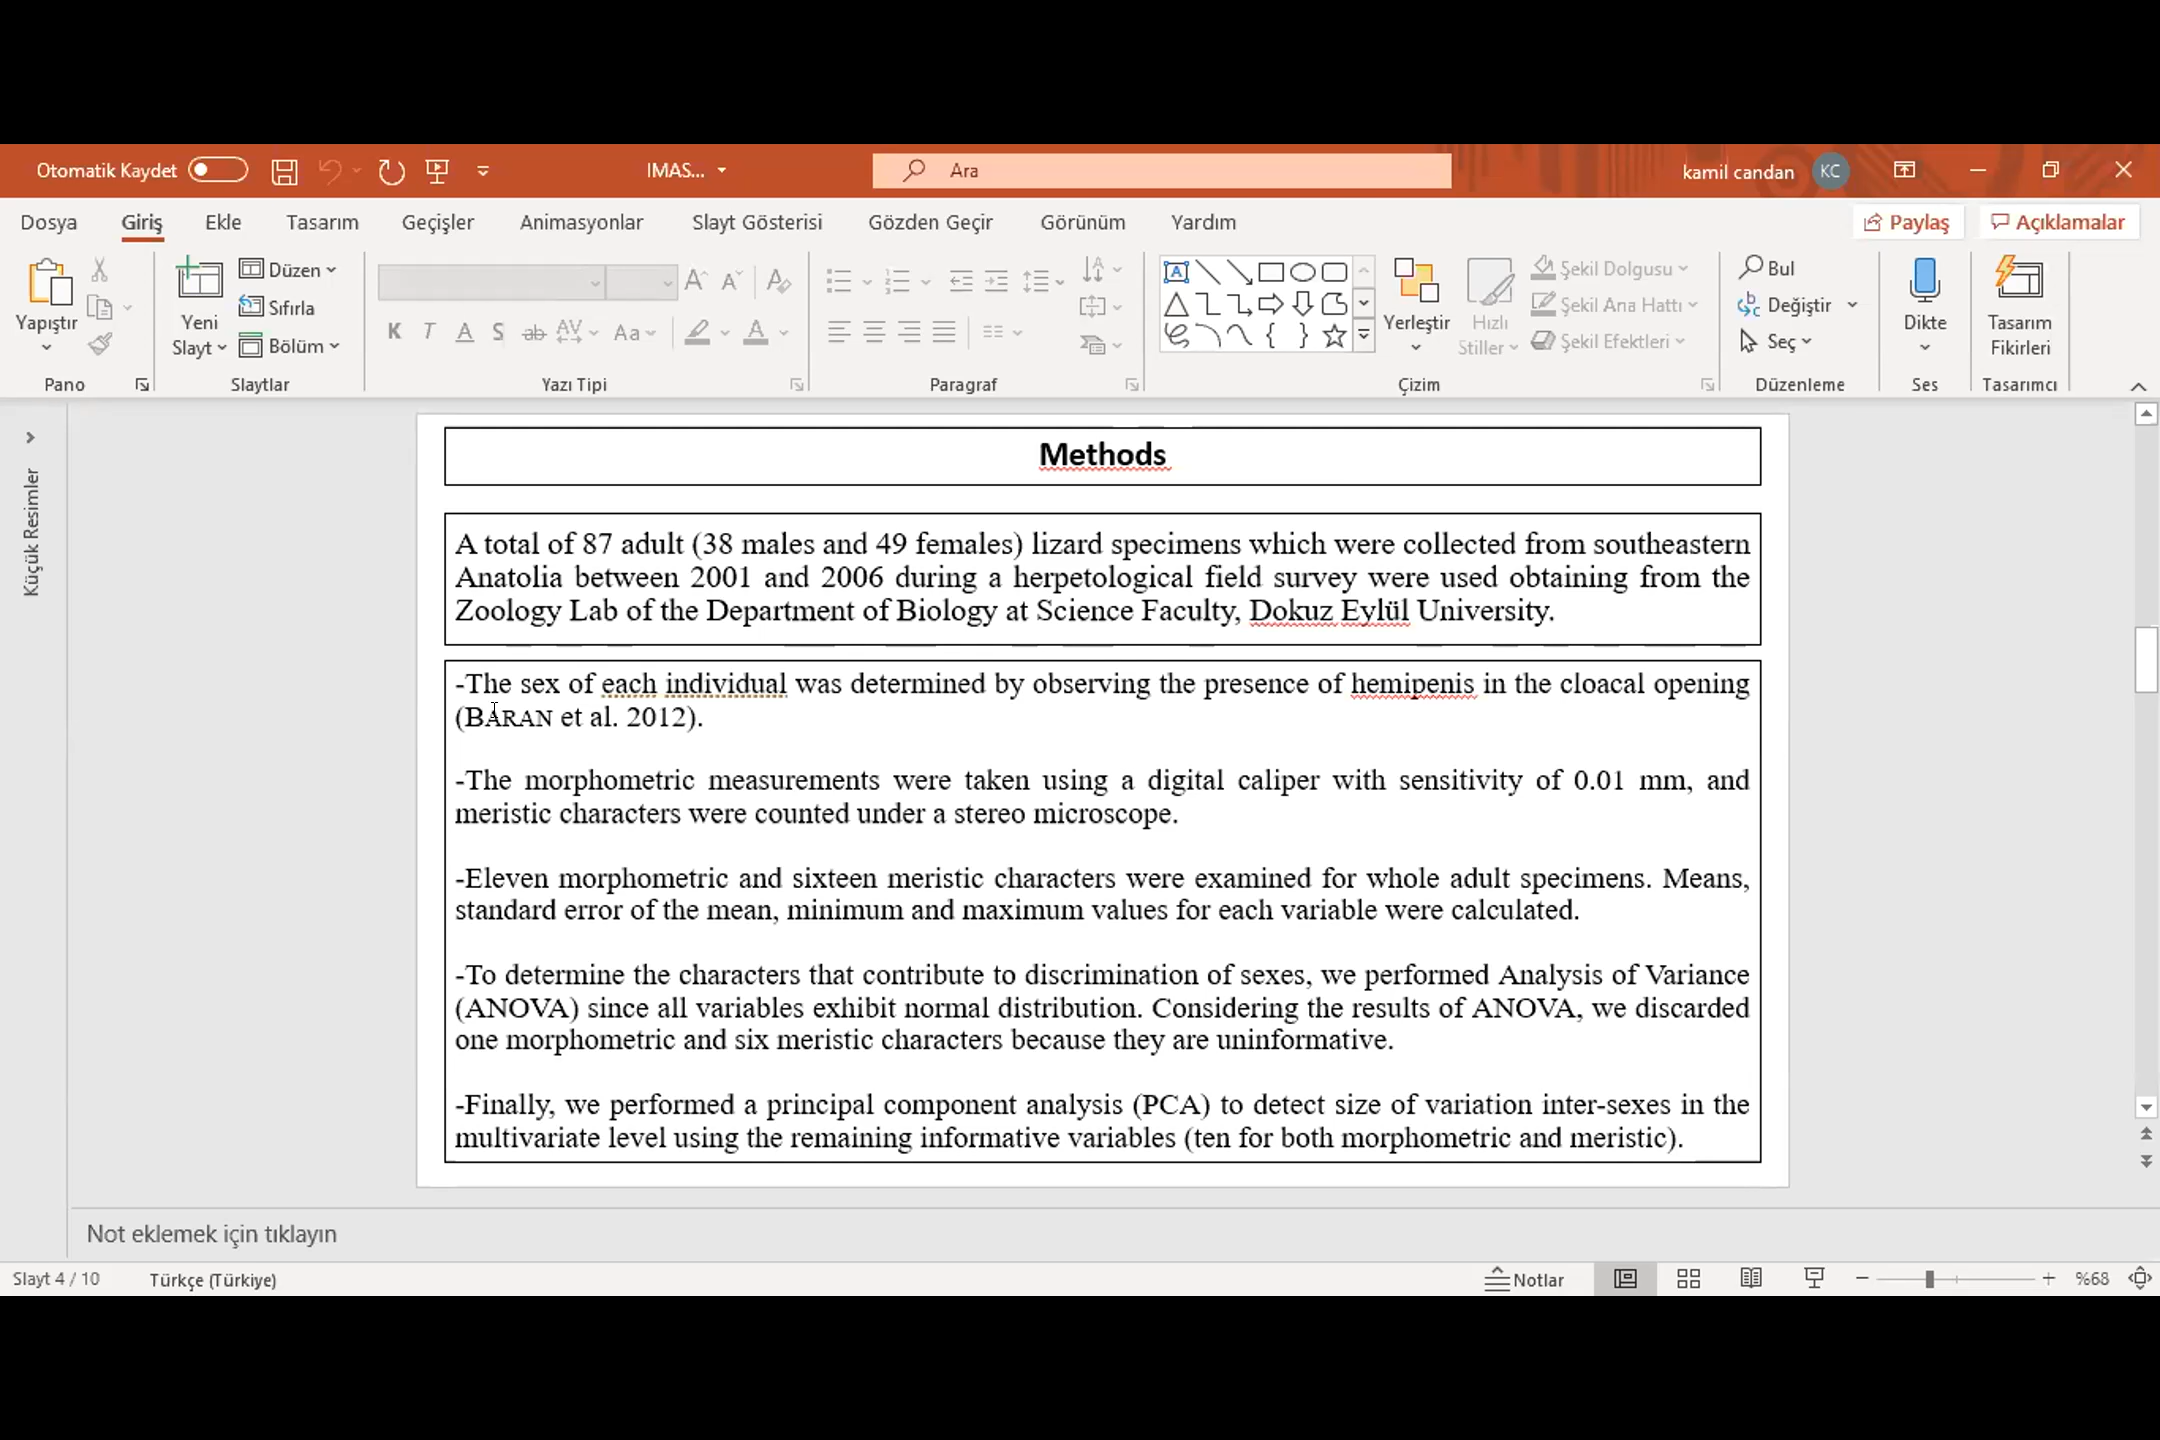 Otomatik Kaydet
IMAS...
Ara
kamil candan
KC
Dosya
Giriş
Ekle
Tasarım
Geçişler
Animasyonlar
Slayt Gösterisi
Gözden Geçir
Görünüm
Yardım
Paylaş
Açıklamalar
Yapıştır
Yeni
Slayt
Düzen
Sıfırla
Bölüm
K T A S ab AV Aa A
Yerleştir
Hızlı
Stiller
Şekil Dolgusu
Şekil Ana Hattı
Şekil Efektleri
Bul
Değiştir
Seç
Dikte
Tasarım
Fikirleri
Pano
Slaytlar
Yazı Tipi
Paragraf
Çizim
Düzenleme
Ses
Tasarımcı
Küçük Resimler
Methods
A total of 87 adult (38 males and 49 females) lizard specimens which were collected from southeastern
Anatolia between 2001 and 2006 during a herpetological field survey were used obtaining from the
Zoology Lab of the Department of Biology at Science Faculty, Dokuz Eylül University.
-The sex of each individual was determined by observing the presence of hemipenis in the cloacal opening
(BARAN et al. 2012).
-The morphometric measurements were taken using a digital caliper with sensitivity of 0.01 mm, and
meristic characters were counted under a stereo microscope.
-Eleven morphometric and sixteen meristic characters were examined for whole adult specimens. Means,
standard error of the mean, minimum and maximum values for each variable were calculated.
-To determine the characters that contribute to discrimination of sexes, we performed Analysis of Variance
(ANOVA) since all variables exhibit normal distribution. Considering the results of ANOVA, we discarded
one morphometric and six meristic characters because they are uninformative.
-Finally, we performed a principal component analysis (PCA) to detect size of variation inter-sexes in the
multivariate level using the remaining informative variables (ten for both morphometric and meristic).
Not eklemek için tıklayın
Slayt 4 / 10
Türkçe (Türkiye)
Notlar
%68